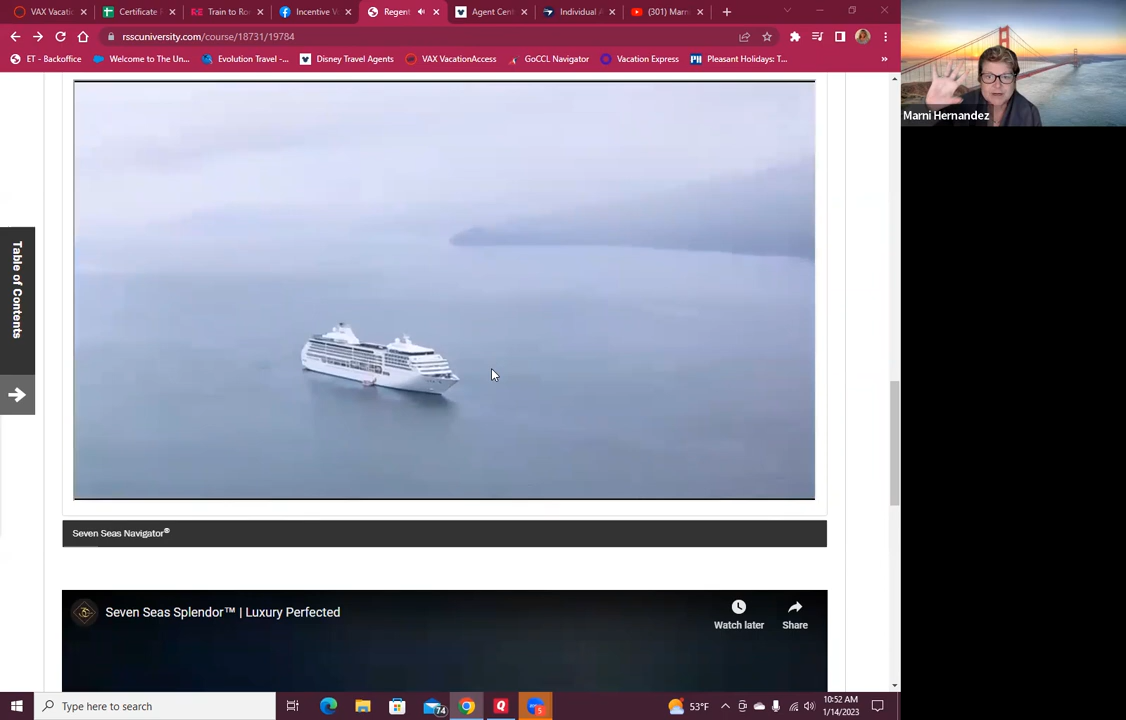 VAX Vacatio
Certificate P
Train to Ro
Incentive V
Regent
Agent Cent
Individual A
(301) Marn
rsscuniversity.com/course/18731/19784
ET - Backoffice
Welcome to The Un...
Evolution Travel -...
Disney Travel Agents
VAX VacationAccess
GoCCL Navigator
Vacation Express
Pleasant Holidays: T...
Marni Hernandez
Table of Contents
Seven Seas Navigator®
Seven Seas Splendor™ | Luxury Perfected
Watch later
Share
Type here to search
74
5
53°F
10:52 AM
1/14/2023